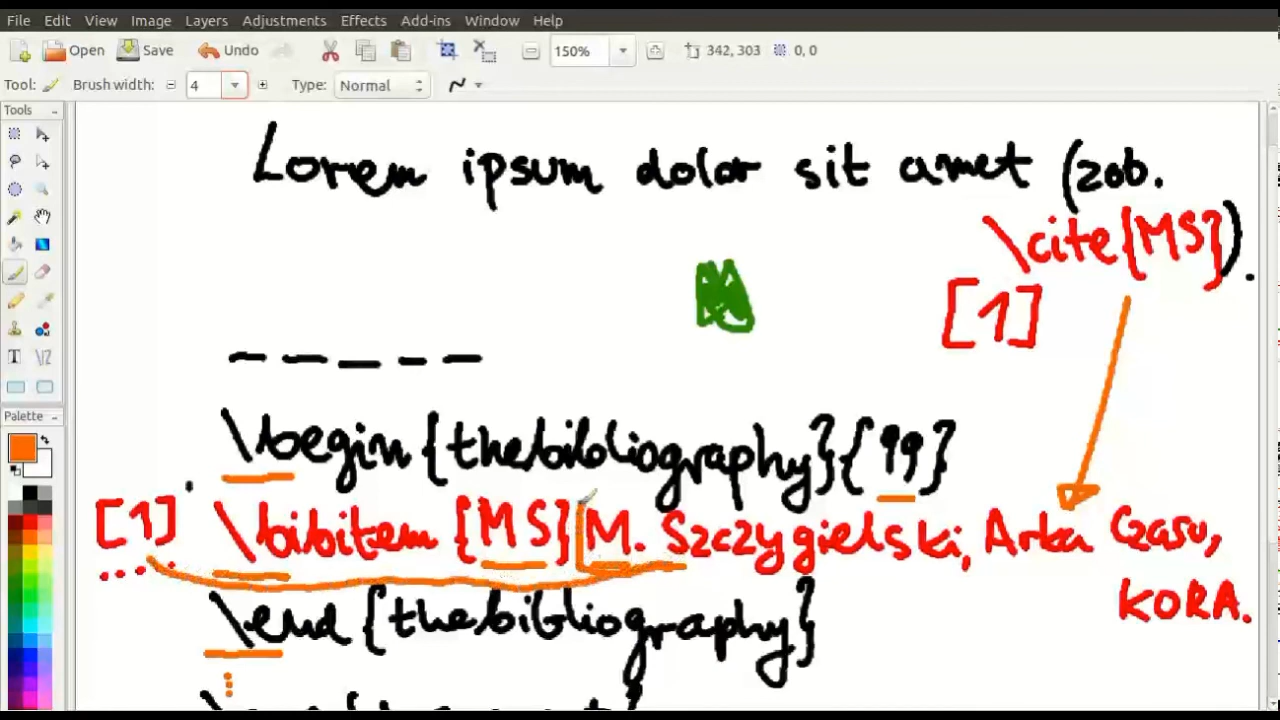 File Edit View Image Layers Adjustments Effects Add-ins Window Help
Open Save Undo 150% 342, 303 0, 0
Tool: Brush width: 4 Type: Normal
Tools
Palette
Lorem ipsum dolor sit amet (zob.
\cite{MS}).
[1]
\begin{thebibliography}{99}
[1] \bibitem{MS} M. Szczygielski, Arka Czasu,
KORA.
\end{thebibliography}